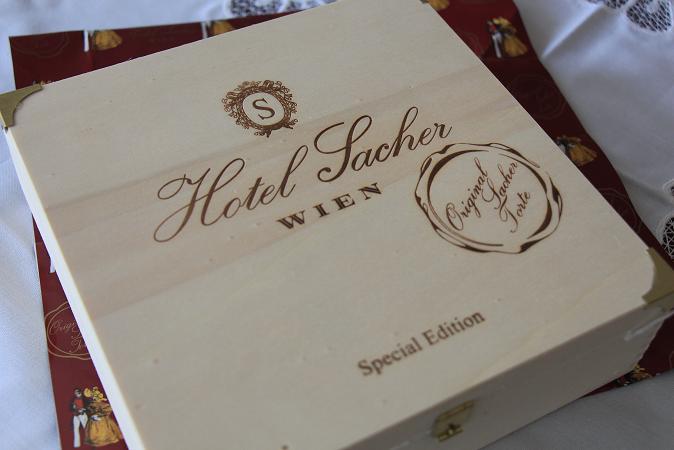 S
Hotel Sacher
WIEN
Original
Sacher
Torte
Special Edition